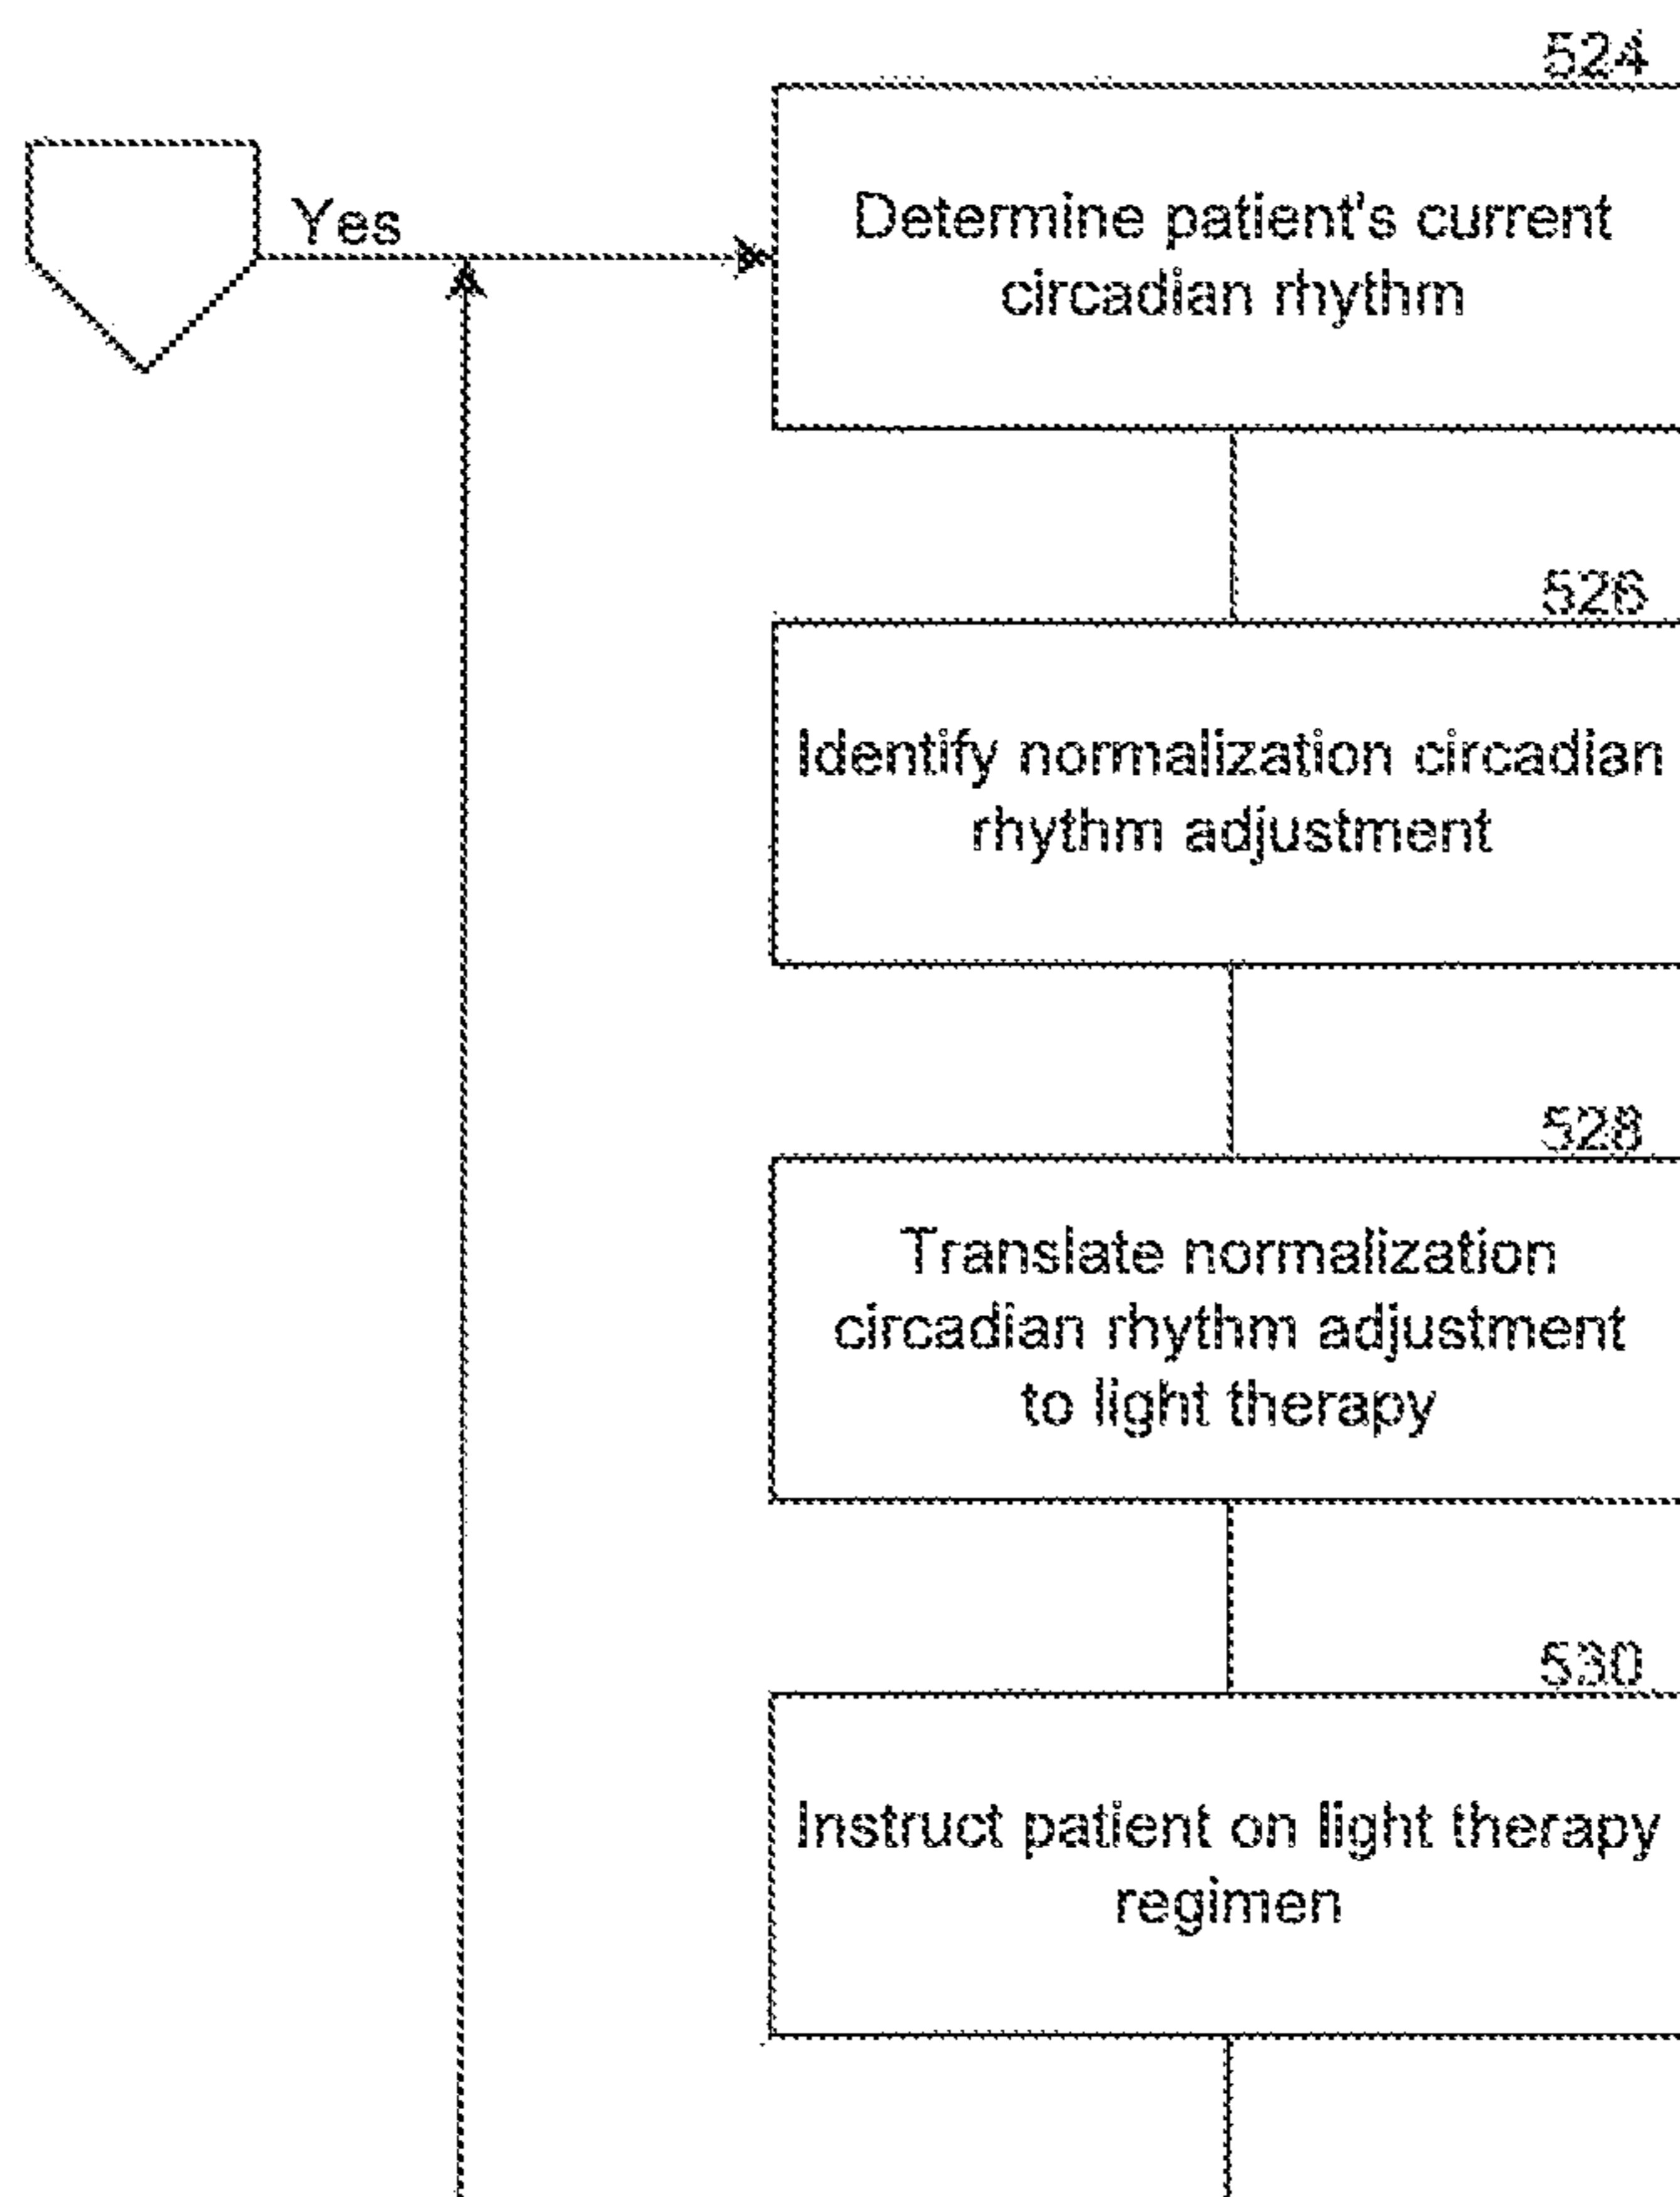 524
Yes
Determine patient's current
circadian rhythm
526
Identify normalization circadian
rhythm adjustment
528
Translate normalization
circadian rhythm adjustment
to light therapy
530
Instruct patient on light therapy
regimen